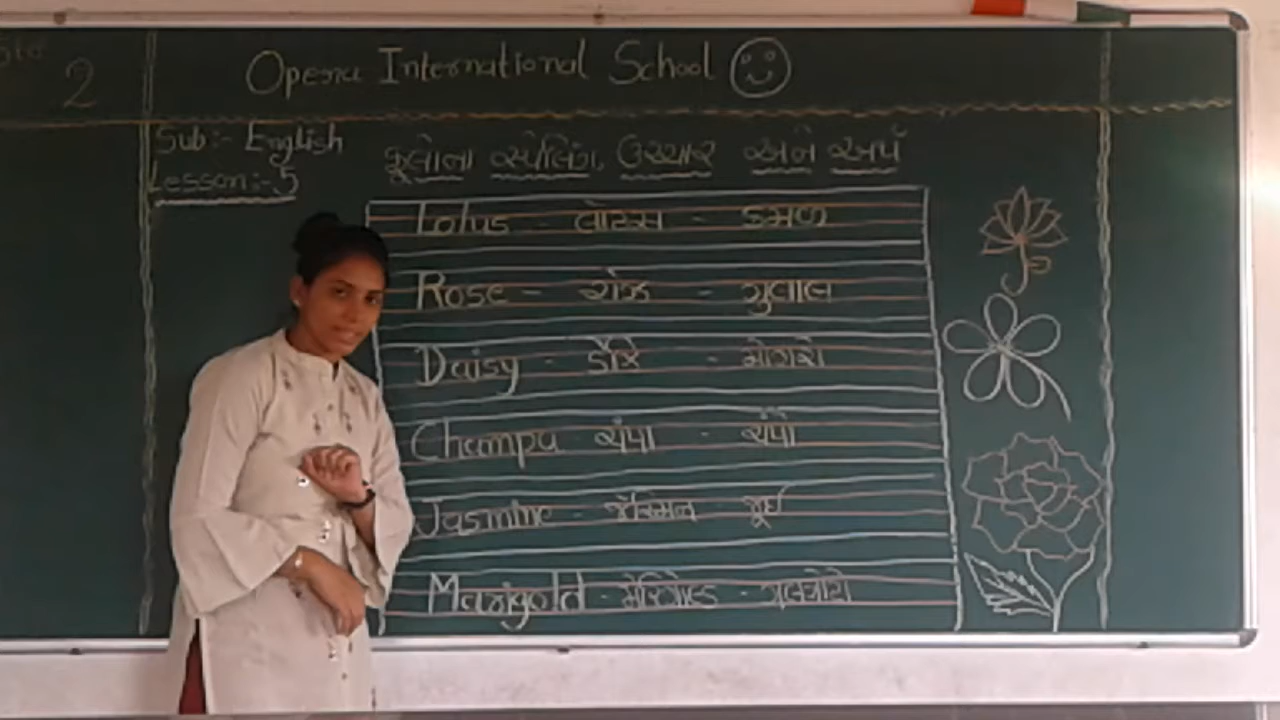 Std
2
Opera International School
Sub:- English
Lesson:-5
ફૂલોના સ્પેલિંગ, ઉચ્ચાર અને અર્થ
Lotus - લોટસ - કમળ
Rose - રોઝ - ગુલાબ
Daisy - ડેઝિ - મોગરો
Champa - ચંપા - ચંપો
Jasmine - જૅસ્મિન - જૂઈ
Marigold - મેરિગોલ્ડ - ગલગોટો